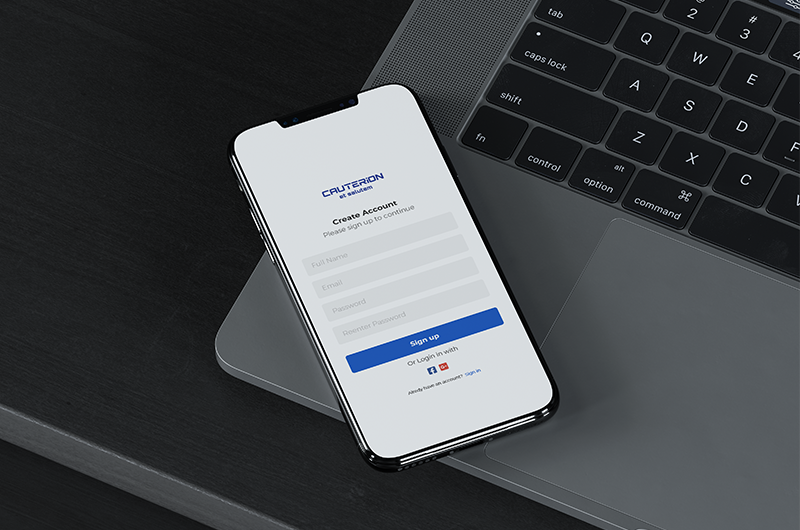 CAUTERION
et salutem
Create Account
Please sign up to continue
Full Name
Email
Password
Reenter Password
Sign up
Or Login in with
G+
Already have an account? Sign in
tab
caps lock
shift
fn
control
alt
option
⌘
command
Q
W
E
A
S
D
F
Z
X
C
2
#
3
4